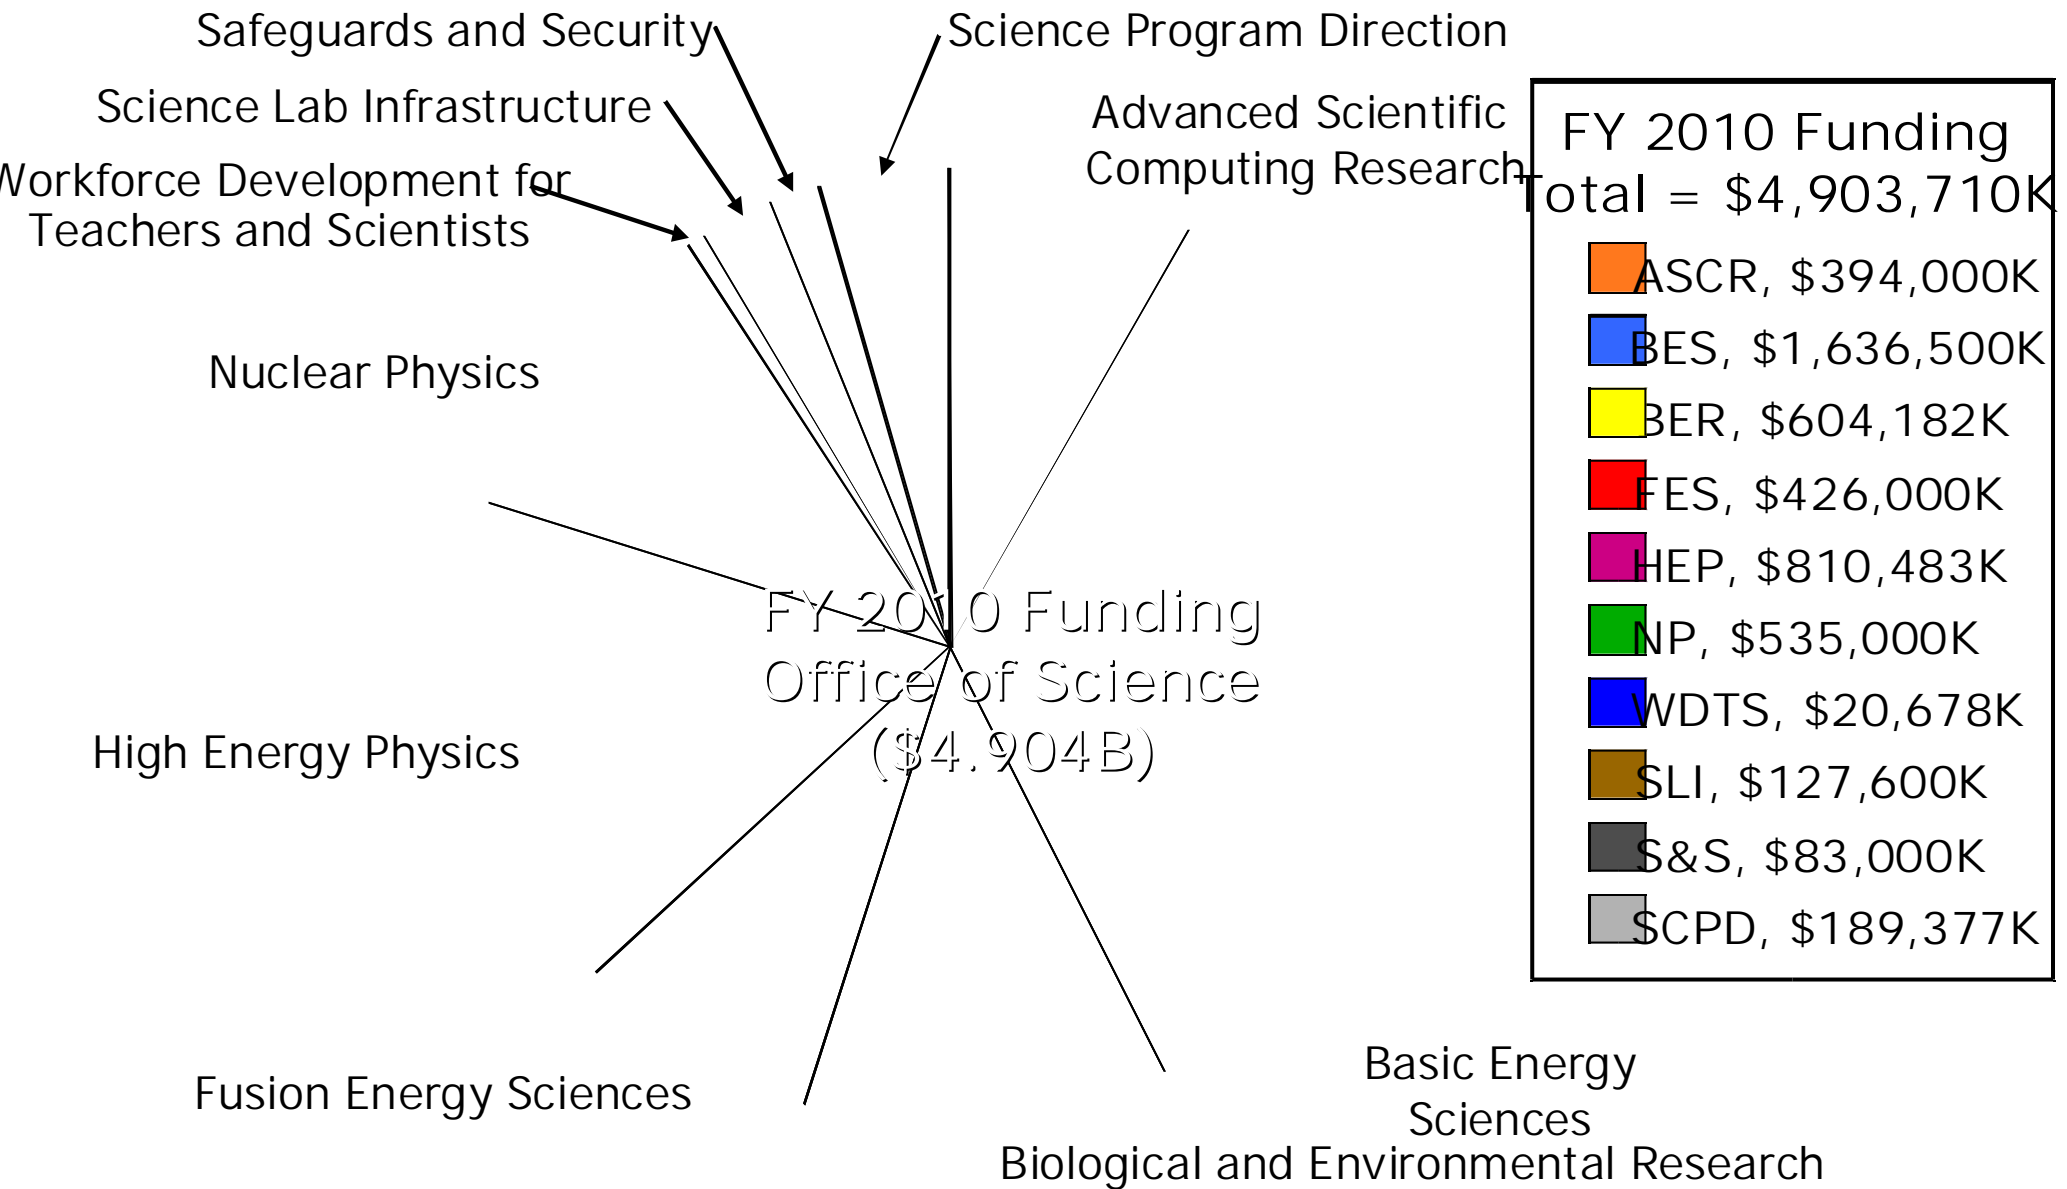 Safeguards and Security
Science Program Direction
Science Lab Infrastructure
Advanced Scientific
Computing Research
Workforce Development for
Teachers and Scientists
Nuclear Physics
High Energy Physics
Fusion Energy Sciences
Basic Energy
Sciences
Biological and Environmental Research
FY 2010 Funding
Office of Science
($4.904B)
FY 2010 Funding
Total = $4,903,710K
ASCR, $394,000K
BES, $1,636,500K
BER, $604,182K
FES, $426,000K
HEP, $810,483K
NP, $535,000K
WDTS, $20,678K
SLI, $127,600K
S&S, $83,000K
SCPD, $189,377K